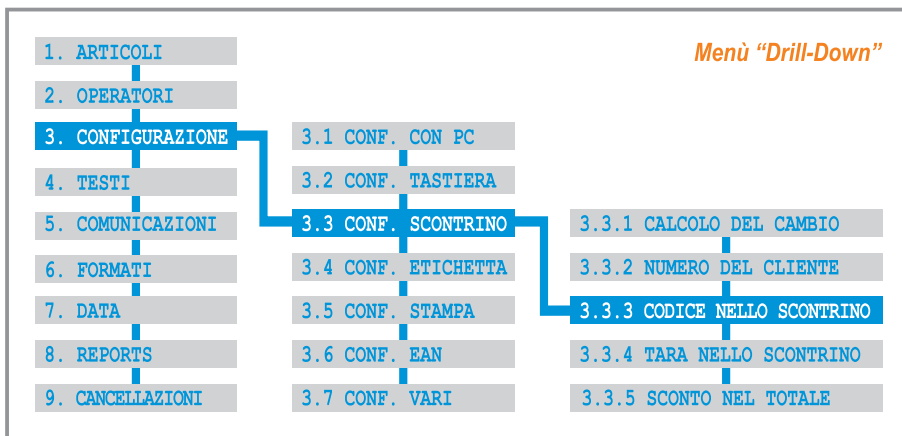 Menù “Drill-Down”
1. ARTICOLI
2. OPERATORI
3. CONFIGURAZIONE
4. TESTI
5. COMUNICAZIONI
6. FORMATI
7. DATA
8. REPORTS
9. CANCELLAZIONI
3.1 CONF. CON PC
3.2 CONF. TASTIERA
3.3 CONF. SCONTRINO
3.4 CONF. ETICHETTA
3.5 CONF. STAMPA
3.6 CONF. EAN
3.7 CONF. VARI
3.3.1 CALCOLO DEL CAMBIO
3.3.2 NUMERO DEL CLIENTE
3.3.3 CODICE NELLO SCONTRINO
3.3.4 TARA NELLO SCONTRINO
3.3.5 SCONTO NEL TOTALE